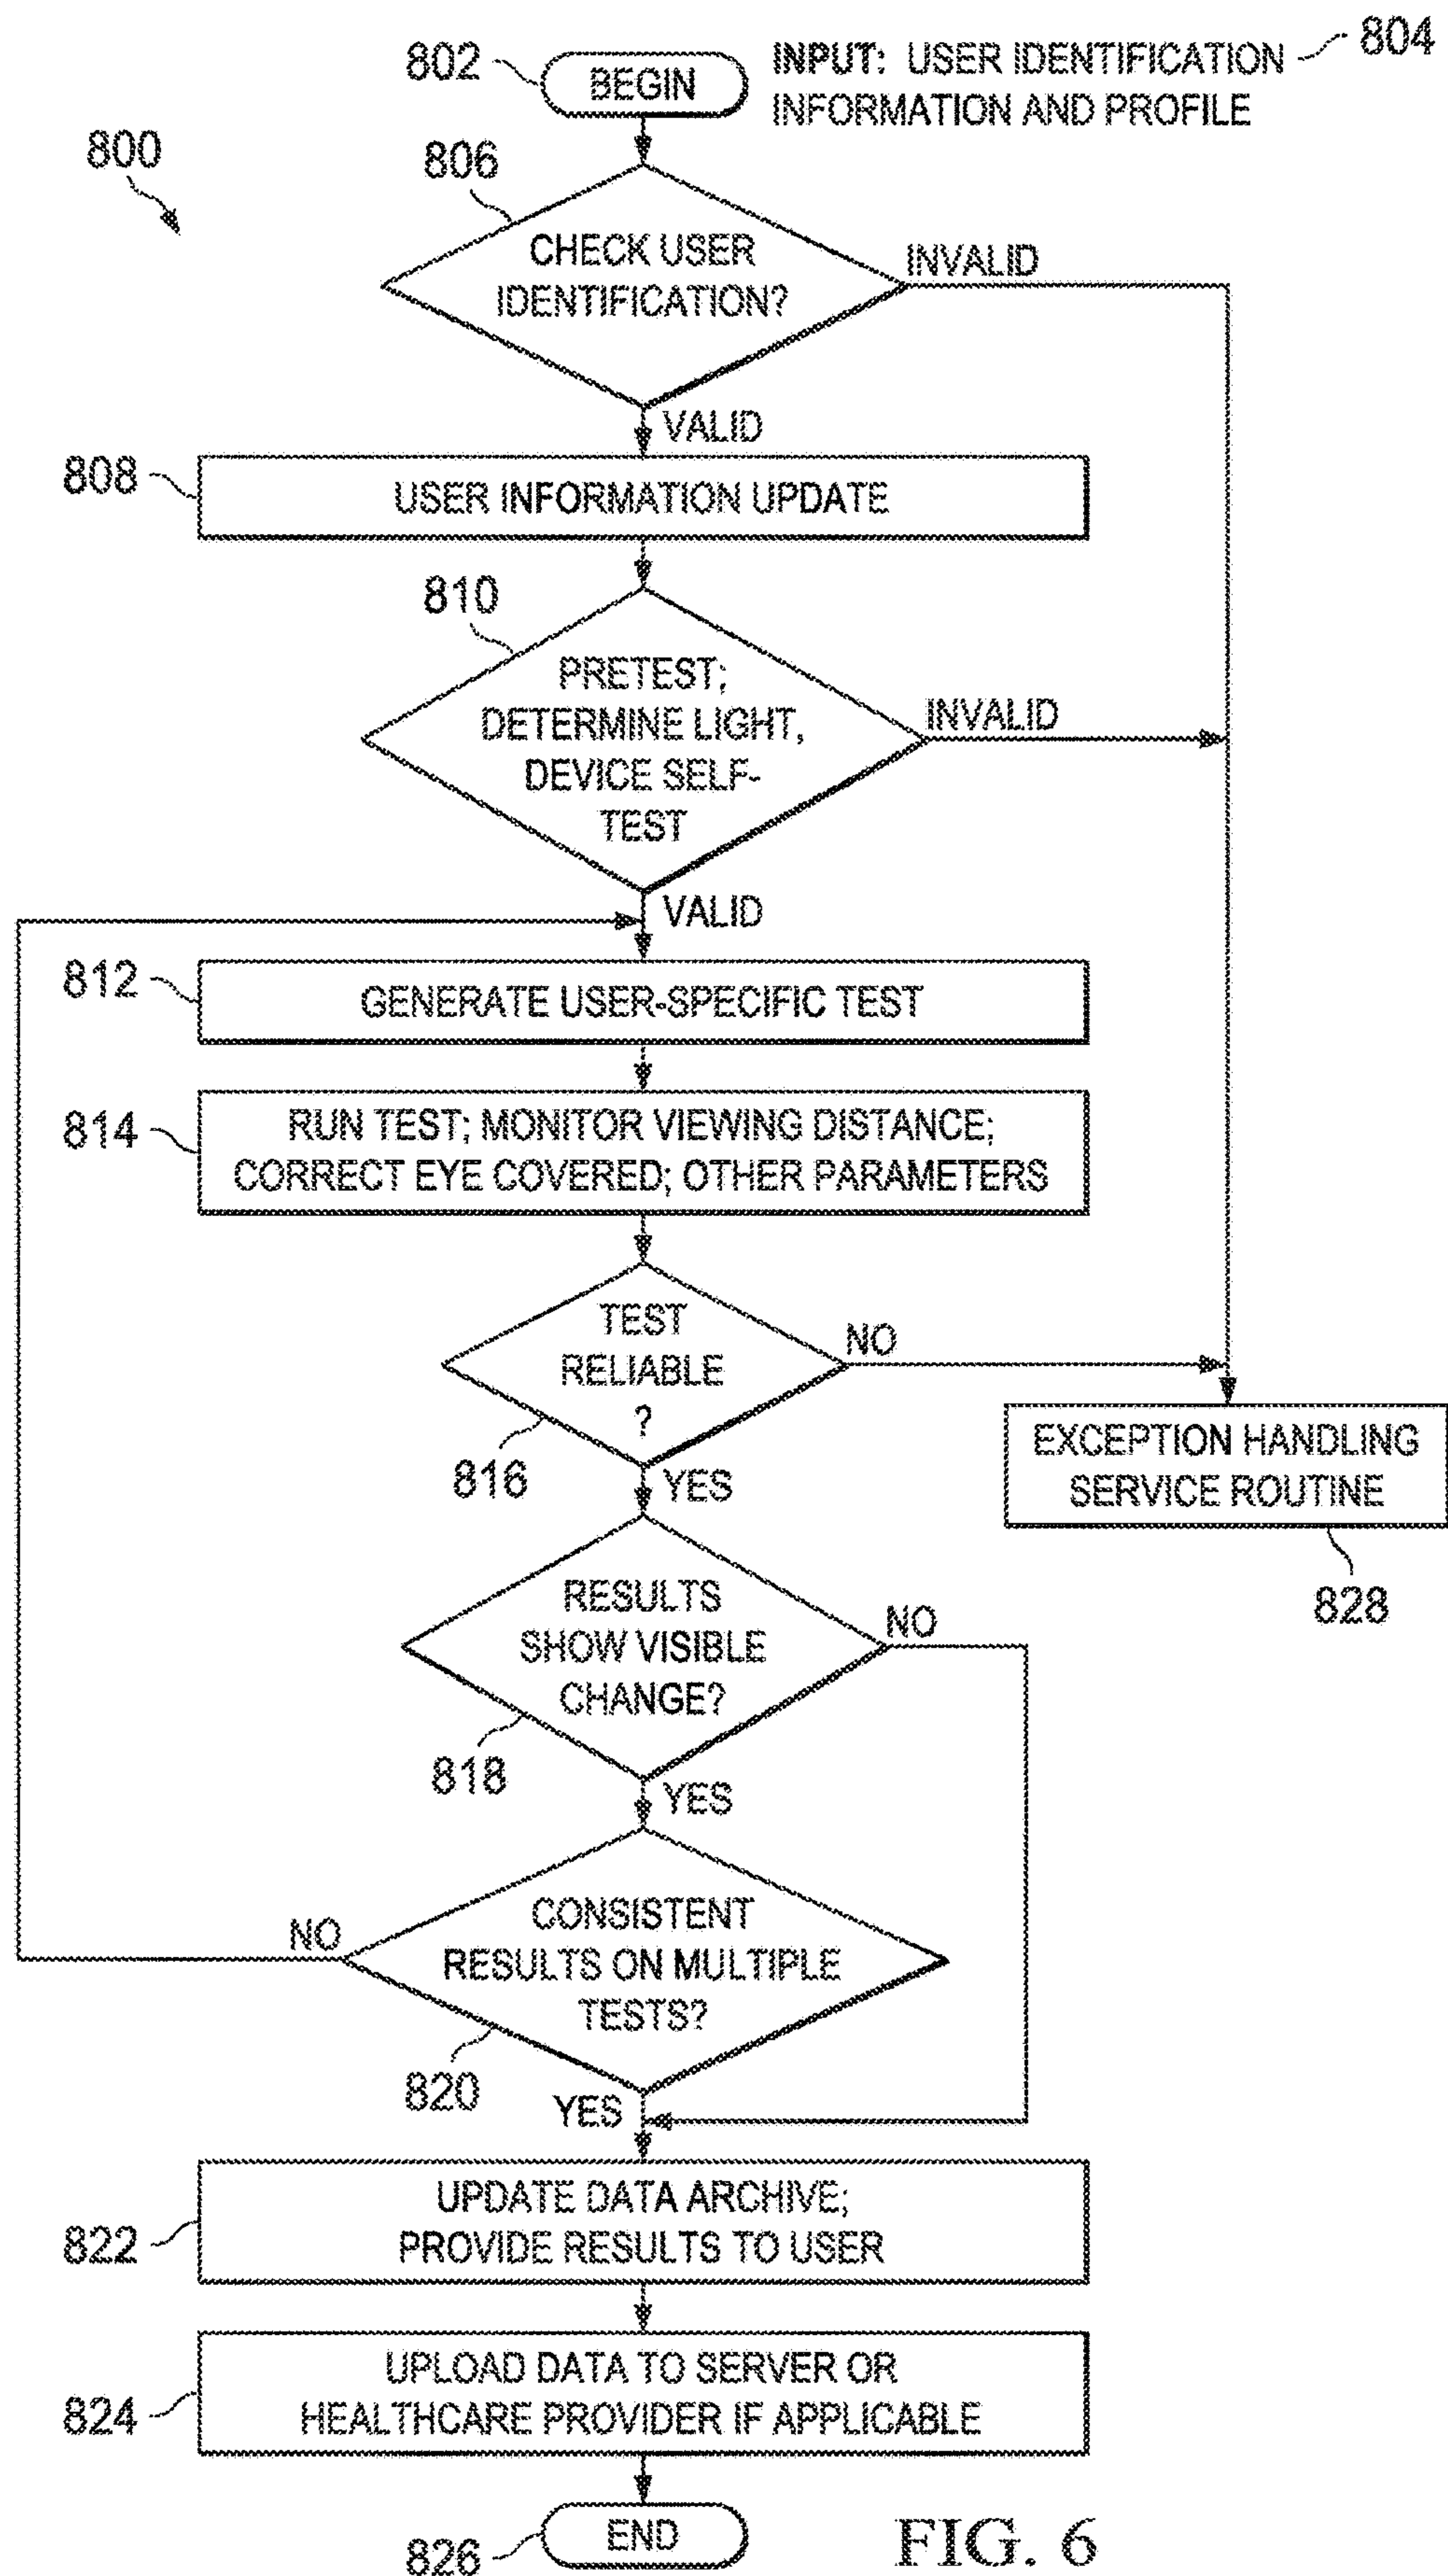 802
BEGIN
INPUT: USER IDENTIFICATION
INFORMATION AND PROFILE
804
800
806
CHECK USER
IDENTIFICATION?
INVALID
VALID
808
USER INFORMATION UPDATE
810
PRETEST;
DETERMINE LIGHT,
DEVICE SELF-
TEST
INVALID
VALID
812
GENERATE USER-SPECIFIC TEST
814
RUN TEST; MONITOR VIEWING DISTANCE;
CORRECT EYE COVERED; OTHER PARAMETERS
TEST
RELIABLE
?
NO
816
YES
EXCEPTION HANDLING
SERVICE ROUTINE
828
RESULTS
SHOW VISIBLE
CHANGE?
NO
818
YES
CONSISTENT
RESULTS ON MULTIPLE
TESTS?
NO
820
YES
822
UPDATE DATA ARCHIVE;
PROVIDE RESULTS TO USER
824
UPLOAD DATA TO SERVER OR
HEALTHCARE PROVIDER IF APPLICABLE
826
END
FIG. 6